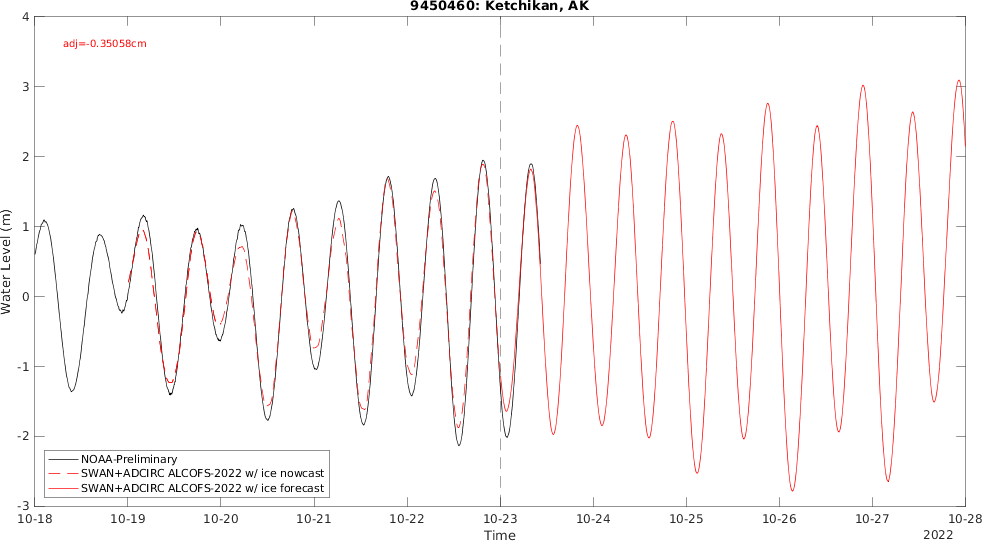 9450460: Ketchikan, AK
adj=-0.35058cm
4
3
2
1
0
-1
-2
-3
Water Level (m)
NOAA-Preliminary
SWAN+ADCIRC ALCOFS-2022 w/ ice nowcast
SWAN+ADCIRC ALCOFS-2022 w/ ice forecast
10-18 10-19 10-20 10-21 10-22 10-23 10-24 10-25 10-26 10-27 10-28
Time
2022